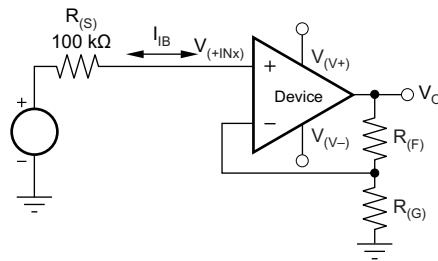 R(S)
100 kΩ
IIB
V(+INx)
+
−
Device
V(V+)
V(V−)
VO
R(F)
R(G)
+
−